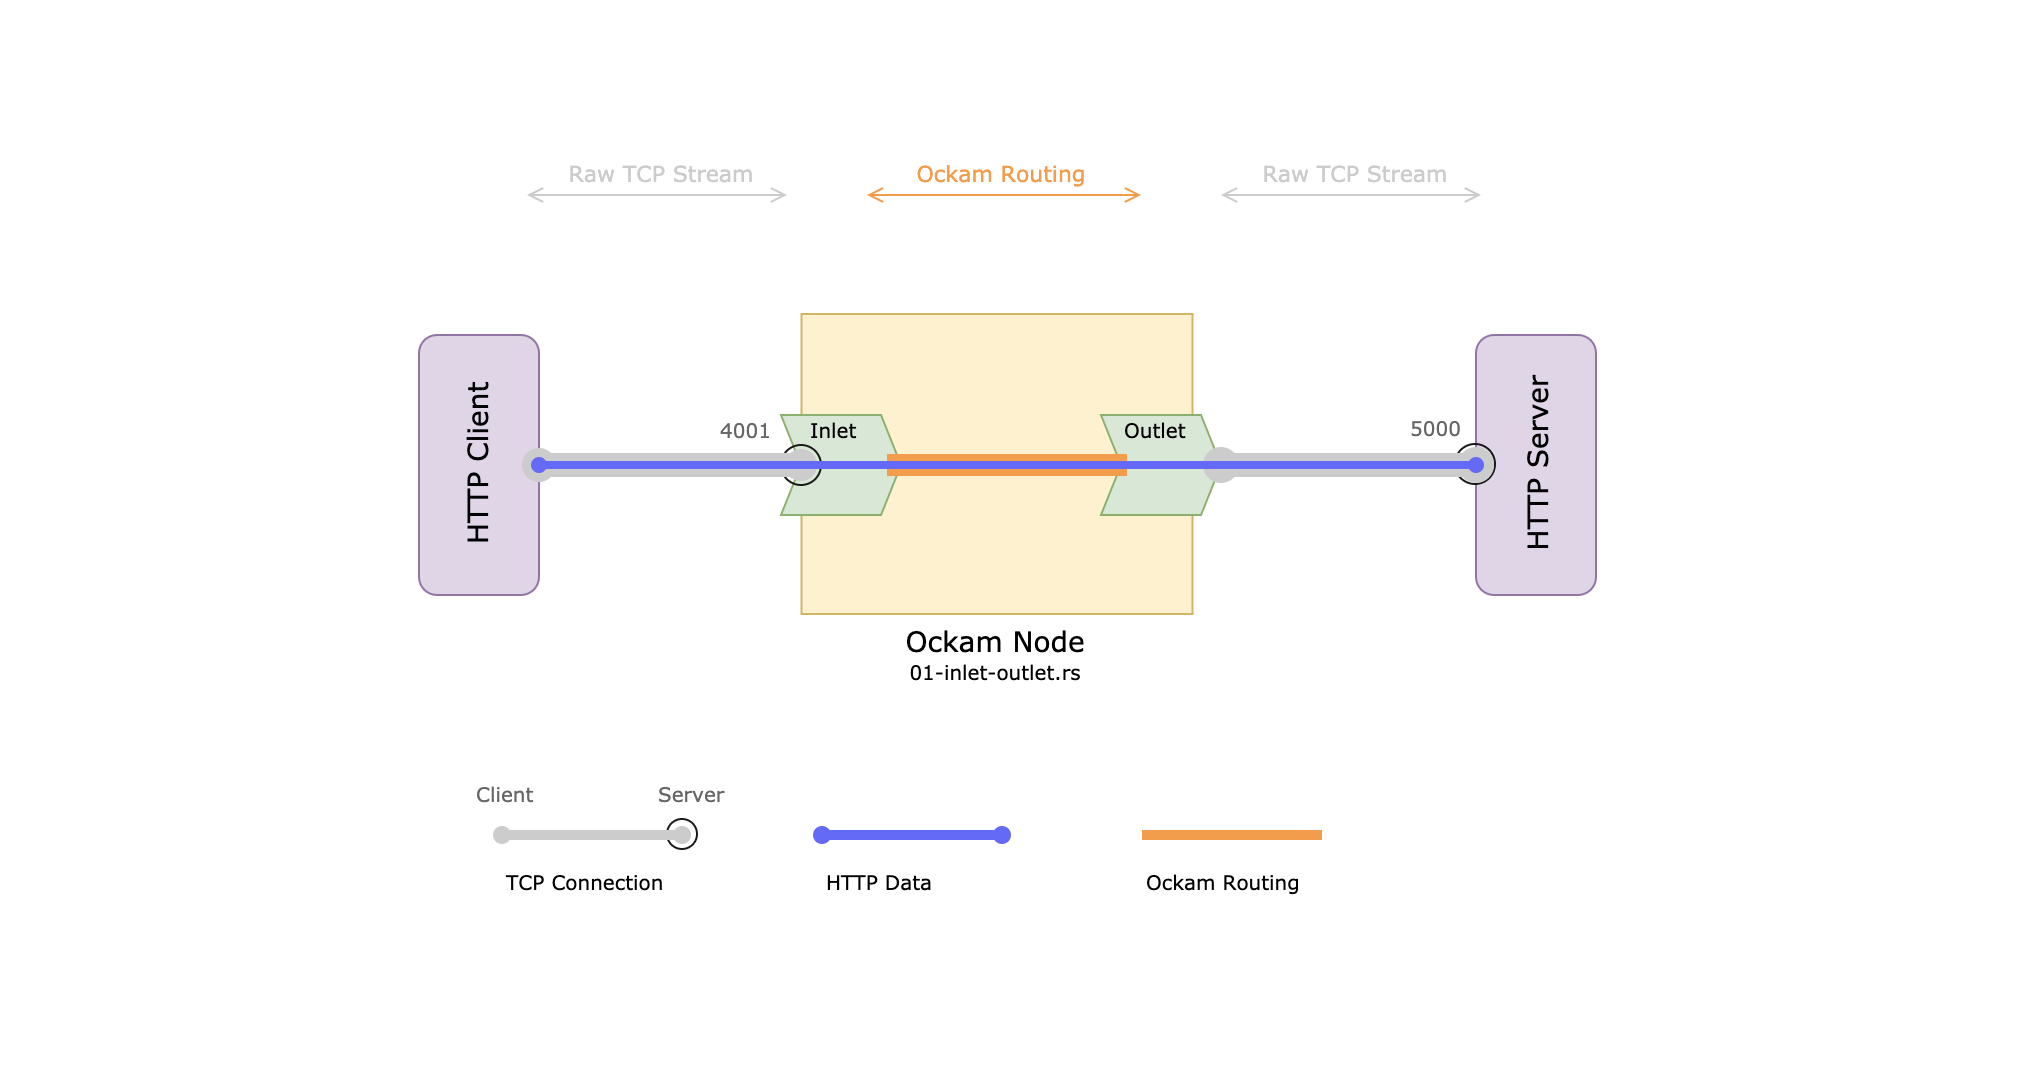 Raw TCP Stream
Ockam Routing
Raw TCP Stream
HTTP Client
4001
Inlet
Outlet
5000
HTTP Server
Ockam Node
01-inlet-outlet.rs
Client
Server
TCP Connection
HTTP Data
Ockam Routing